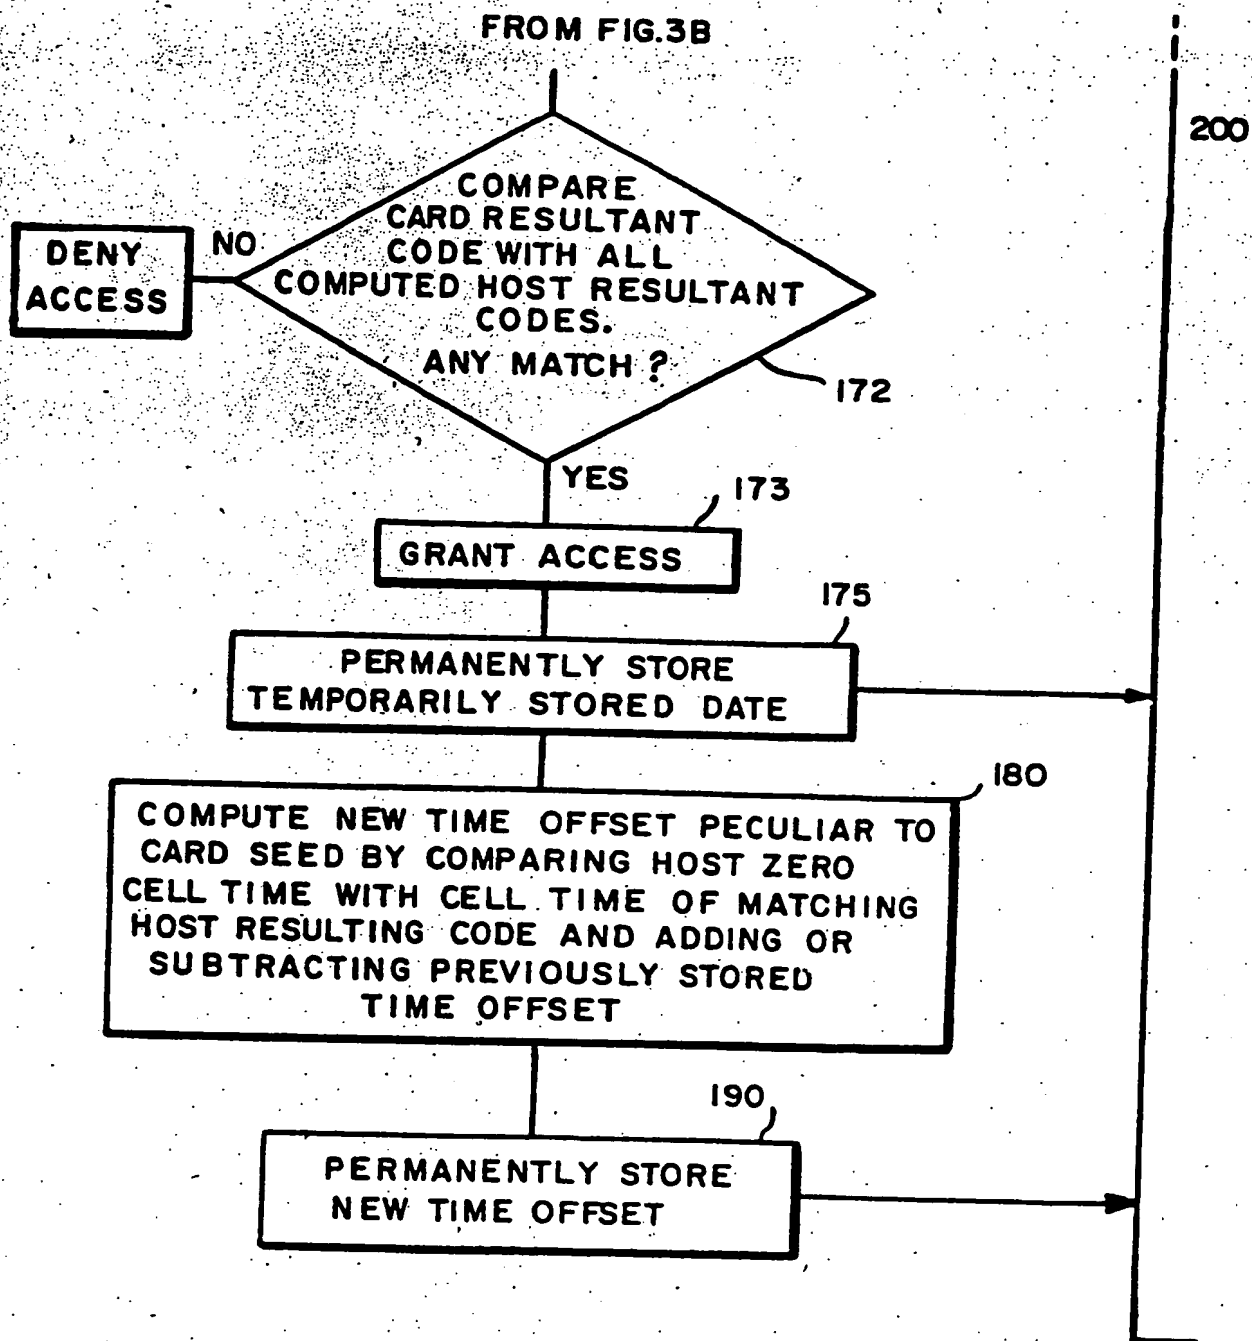 FROM FIG.3B
200
COMPARE
CARD RESULTANT
CODE WITH ALL
COMPUTED HOST RESULTANT
CODES.
ANY MATCH ?
NO
DENY
ACCESS
172
YES
173
GRANT ACCESS
175
PERMANENTLY STORE
TEMPORARILY STORED DATE
180
COMPUTE NEW TIME OFFSET PECULIAR TO
CARD SEED BY COMPARING HOST ZERO
CELL TIME WITH CELL TIME OF MATCHING
HOST RESULTING CODE AND ADDING OR
SUBTRACTING PREVIOUSLY STORED
TIME OFFSET
190
PERMANENTLY STORE
NEW TIME OFFSET